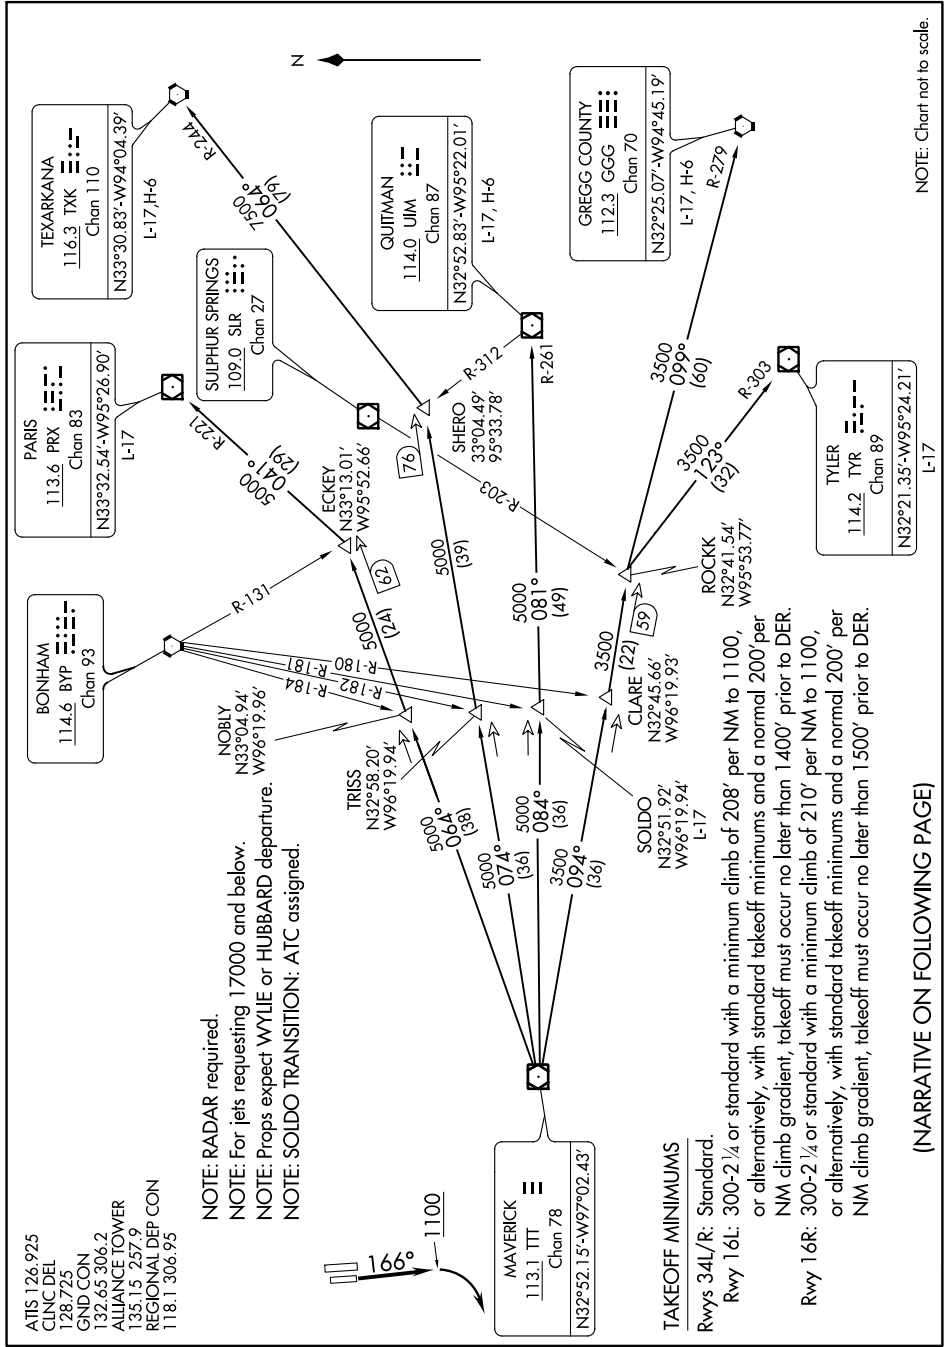 ATIS 126.925
CLNC DEL
128.725
GND CON
132.65 306.2
ALLIANCE TOWER
135.15 257.9
REGIONAL DEP CON
118.1 306.95
NOTE: RADAR required.
NOTE: For jets requesting 17000 and below.
NOTE: Props expect WYLIE or HUBBARD departure.
NOTE: SOLDO TRANSITION: ATC assigned.
BONHAM
114.6 BYP
Chan 93
PARIS
113.6 PRX
Chan 83
N33°32.54′-W95°26.90′
L-17
TEXARKANA
116.3 TXK
Chan 110
N33°30.83′-W94°04.39′
L-17,H-6
SULPHUR SPRINGS
109.0 SLR
Chan 27
QUITMAN
114.0 UIM
Chan 87
N32°52.83′-W95°22.01′
L-17, H-6
GREGG COUNTY
112.3 GGG
Chan 70
N32°25.07′-W94°45.19′
L-17, H-6
TYLER
114.2 TYR
Chan 89
N32°21.35′-W95°24.21′
L-17
MAVERICK
113.1 TTT
Chan 78
N32°52.15′-W97°02.43′
N
166°
1100
NOBLY
N33°04.94′
W96°19.96′
TRISS
N32°58.20′
W96°19.94′
SOLDO
N32°51.92′
W96°19.94′
L-17
CLARE
N32°45.66′
W96°19.93′
ECKEY
N33°13.01′
W95°52.66′
SHERO
33°04.49′
95°33.78′
ROCKK
N32°41.54′
W95°53.77′
5000
064°
(38)
5000
074°
(36)
5000
084°
(36)
3500
094°
(36)
R-131
R-184
R-181
R-182
R-180
5000
(24)
62
5000
041°
(29)
R-221
5000
(39)
76
7500
064°
(79)
R-244
R-312
R-203
5000
081°
(49)
R-261
3500
(22)
59
3500
099°
(60)
R-279
3500
123°
(32)
R-303
TAKEOFF MINIMUMS
Rwys 34L/R: Standard.
Rwy 16L: 300-2¼ or standard with a minimum climb of 208′ per NM to 1100,
or alternatively, with standard takeoff minimums and a normal 200′per
NM climb gradient, takeoff must occur no later than 1400′ prior to DER.
Rwy 16R: 300-2¼ or standard with a minimum climb of 210′ per NM to 1100,
or alternatively, with standard takeoff minimums and a normal 200′ per
NM climb gradient, takeoff must occur no later than 1500′ prior to DER.
(NARRATIVE ON FOLLOWING PAGE)
NOTE: Chart not to scale.